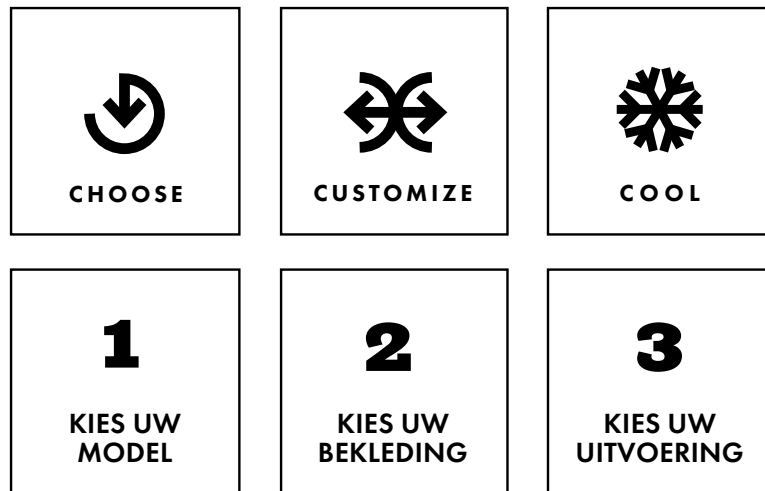 CHOOSE
CUSTOMIZE
COOL
1
KIES UW
MODEL
2
KIES UW
BEKLEDING
3
KIES UW
UITVOERING